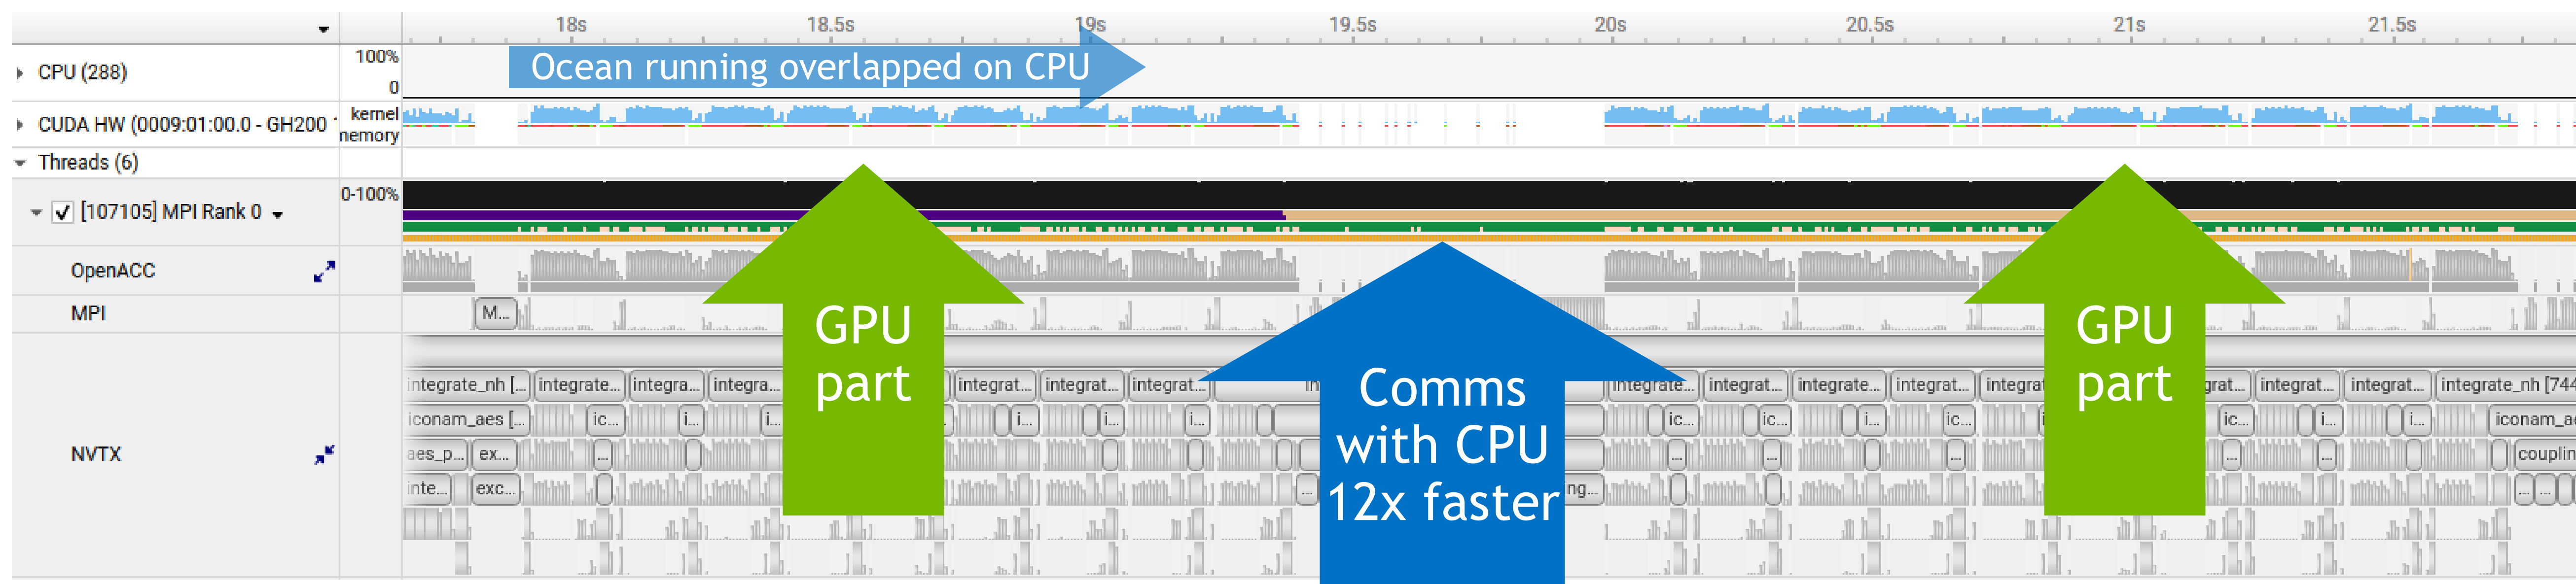 18s 18.5s 19s 19.5s 20s 20.5s 21s 21.5s
CPU (288) 100%
0
Ocean running overlapped on CPU
CUDA HW (0009:01:00.0 - GH200 kernel
memory
Threads (6)
[107105] MPI Rank 0 0-100%
OpenACC
MPI M...
NVTX
integrate_nh [... integrate... integra... integra... integrat... integrat... integrat... integrate... integrat... integrate... integrat... integra grat... integrat... integrat... integrate_nh [744
iconam_aes [... ic... i... i... i... i... i... ic... ic... i... ic... ic... i... i... iconam_a
aes_p... ex... ... ... ... ... ... ... ... coupling
inte... exc... ... ng... ... ...
GPU
part
Comms
with CPU
12x faster
GPU
part